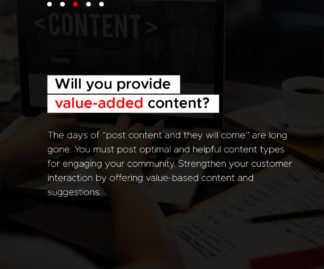 <CONTENT>
Will you provide
value-added content?
The days of "post content and they will come" are long
gone. You must post optimal and helpful content types
for engaging your community. Strengthen your customer
interaction by offering value-based content and
suggestions.